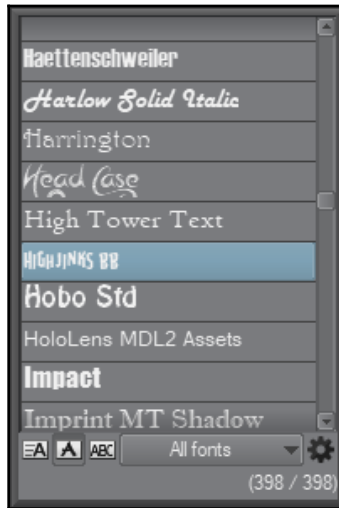 Haettenschweiler
Harlow Solid Italic
Harrington
Head Case
High Tower Text
HIGHJINKS BB
Hobo Std
HoloLens MDL2 Assets
Impact
Imprint MT Shadow
A A ABC All fonts
(398 / 398)